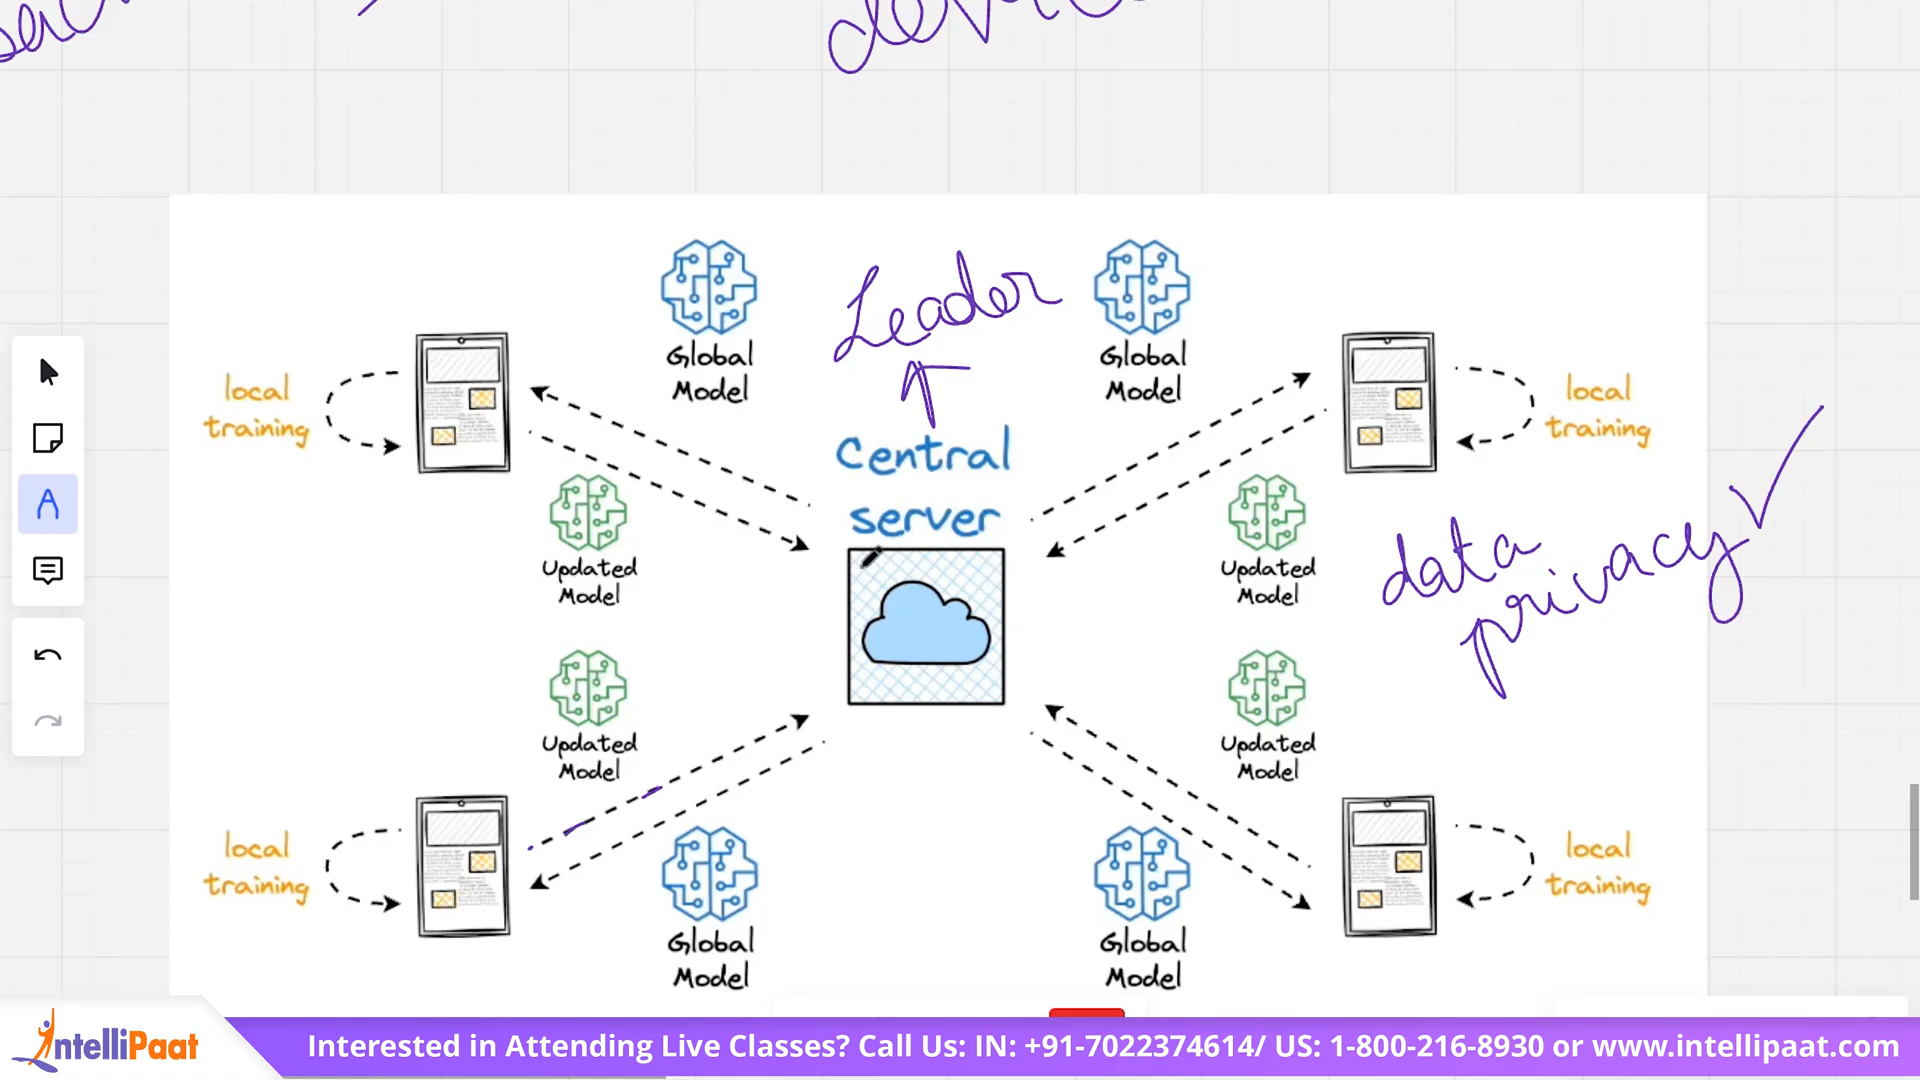 Leader
Global
Model
Global
Model
local
training
local
training
Central
server
Updated
Model
Updated
Model
data
privacy
Updated
Model
Updated
Model
local
training
local
training
Global
Model
Global
Model
IntelliPaat
Interested in Attending Live Classes? Call Us: IN: +91-7022374614/ US: 1-800-216-8930 or www.intellipaat.com